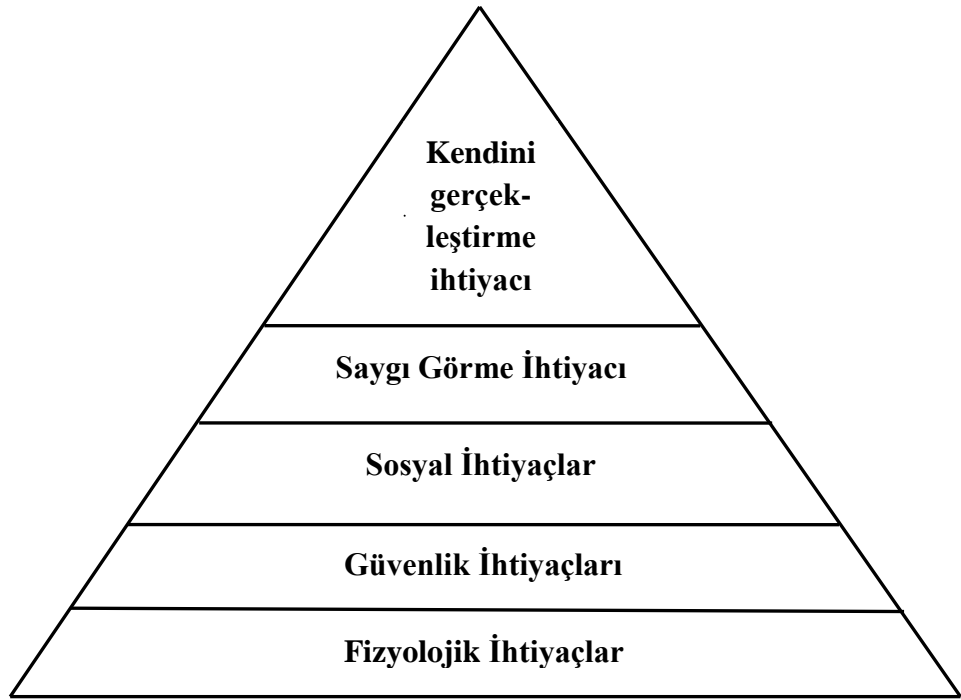 Kendini
gerçek-
leştirme
ihtiyacı
Saygı Görme İhtiyacı
Sosyal İhtiyaçlar
Güvenlik İhtiyaçları
Fizyolojik İhtiyaçlar